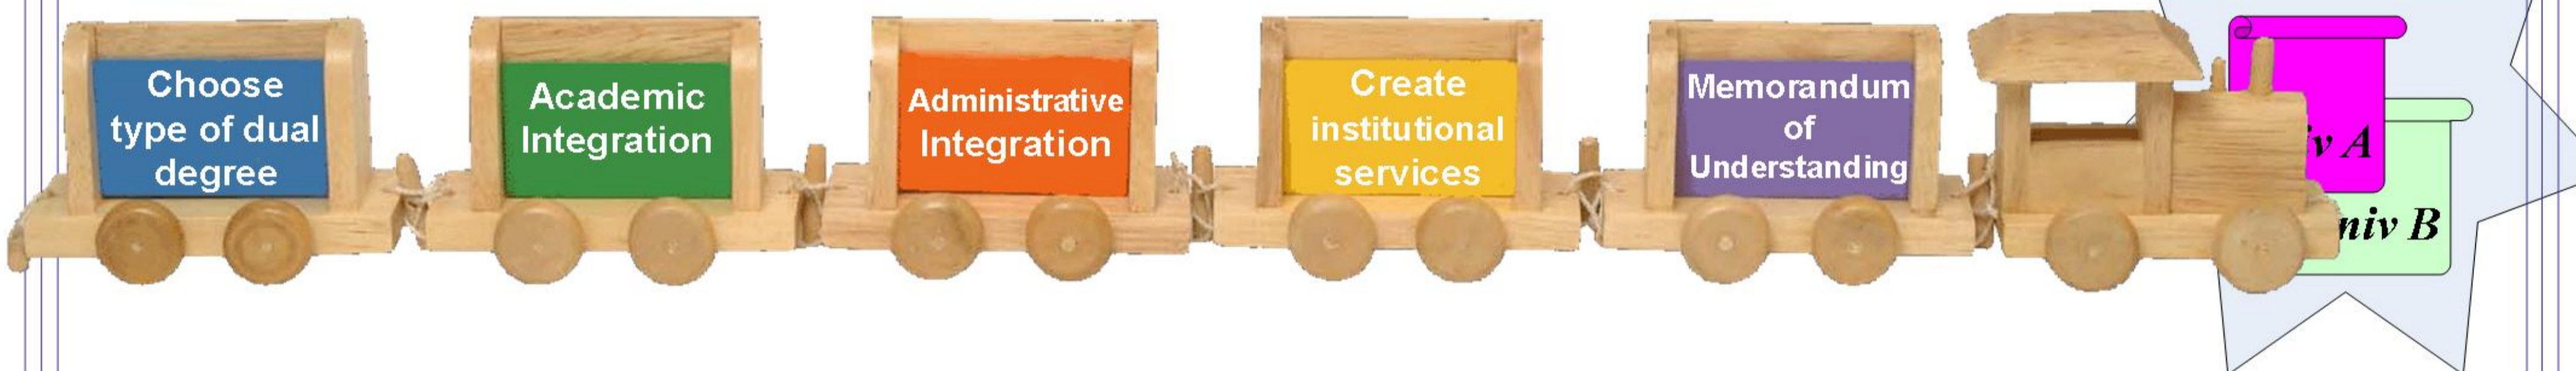 Choose
type of dual
degree
Academic
Integration
Administrative
Integration
Create
institutional
services
Memorandum
of
Understanding
A
B